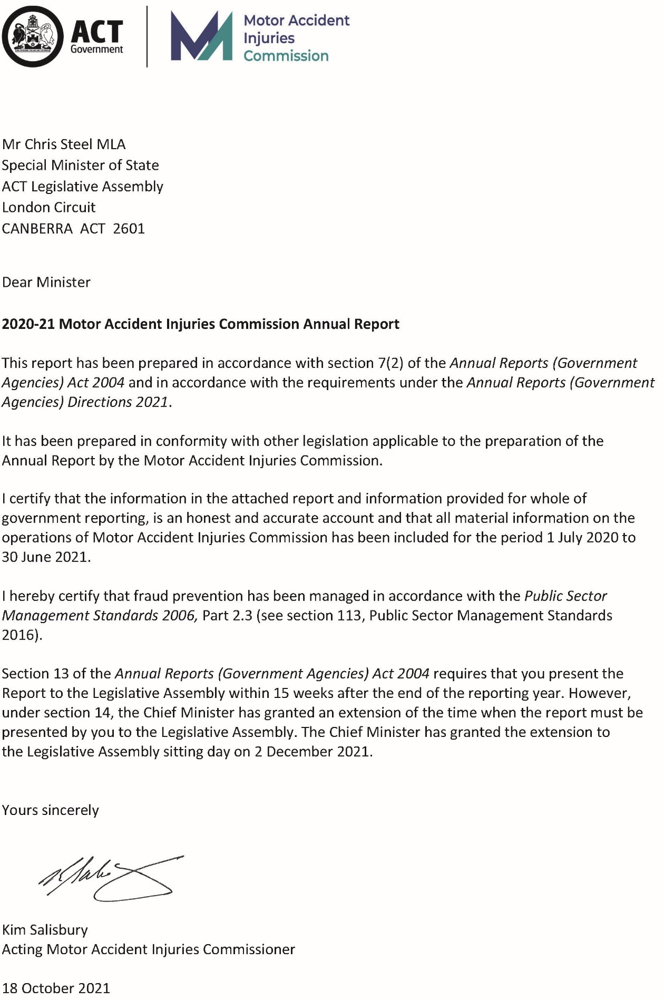 ACT
Government
Motor Accident
Injuries
Commission
Mr Chris Steel MLA
Special Minister of State
ACT Legislative Assembly
London Circuit
CANBERRA ACT 2601
Dear Minister
2020-21 Motor Accident Injuries Commission Annual Report
This report has been prepared in accordance with section 7(2) of the Annual Reports (Government
Agencies) Act 2004 and in accordance with the requirements under the Annual Reports (Government
Agencies) Directions 2021.
It has been prepared in conformity with other legislation applicable to the preparation of the
Annual Report by the Motor Accident Injuries Commission.
I certify that the information in the attached report and information provided for whole of
government reporting, is an honest and accurate account and that all material information on the
operations of Motor Accident Injuries Commission has been included for the period 1 July 2020 to
30 June 2021.
I hereby certify that fraud prevention has been managed in accordance with the Public Sector
Management Standards 2006, Part 2.3 (see section 113, Public Sector Management Standards
2016).
Section 13 of the Annual Reports (Government Agencies) Act 2004 requires that you present the
Report to the Legislative Assembly within 15 weeks after the end of the reporting year. However,
under section 14, the Chief Minister has granted an extension of the time when the report must be
presented by you to the Legislative Assembly. The Chief Minister has granted the extension to
the Legislative Assembly sitting day on 2 December 2021.
Yours sincerely
Kim Salisbury
Acting Motor Accident Injuries Commissioner
18 October 2021